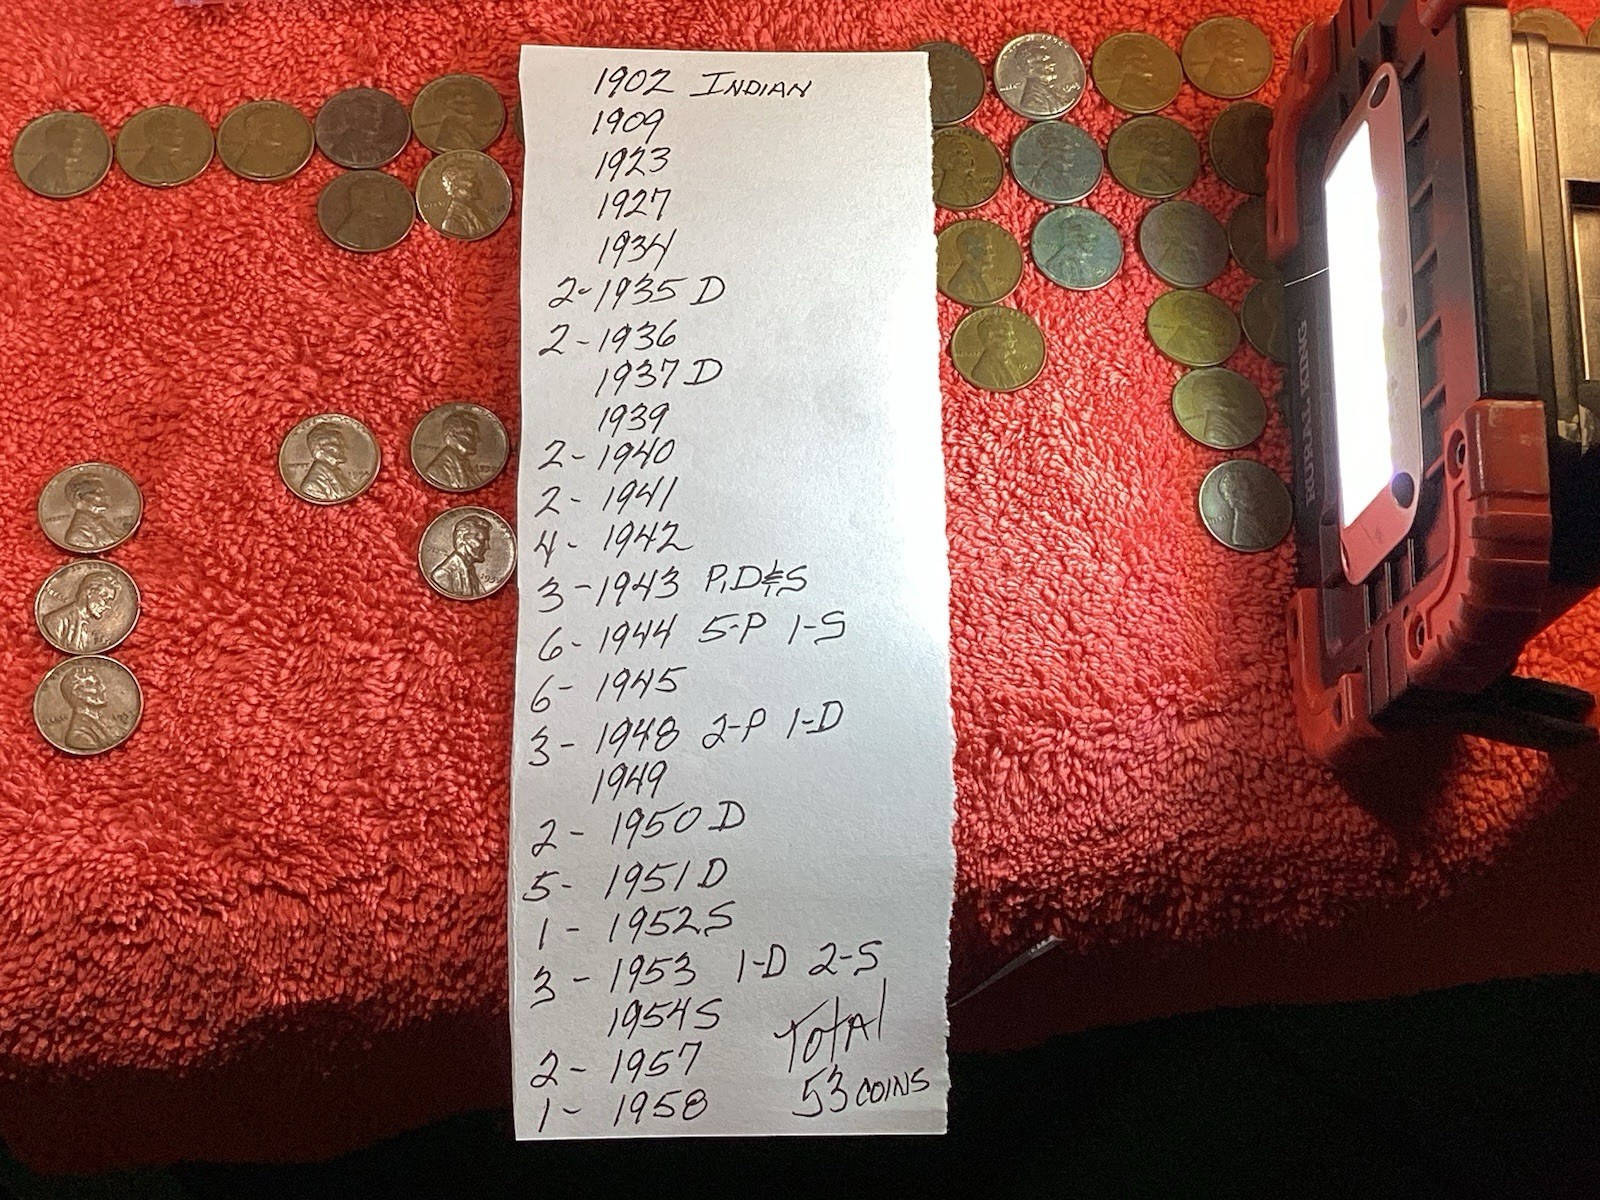 1902 INDIAN
1909
1923
1927
1934
2-1935 D
2-1936
1937 D
1939
2-1940
2-1941
4-1942
3-1943 P,D&S
6-1944 5-P 1-S
6-1945
3-1948 2-P 1-D
1949
2-1950 D
5-1951 D
1-1952 S
3-1953 1-D 2-S
1954 S
2-1957
1-1958
TOTAL
53 COINS
MURAL KING